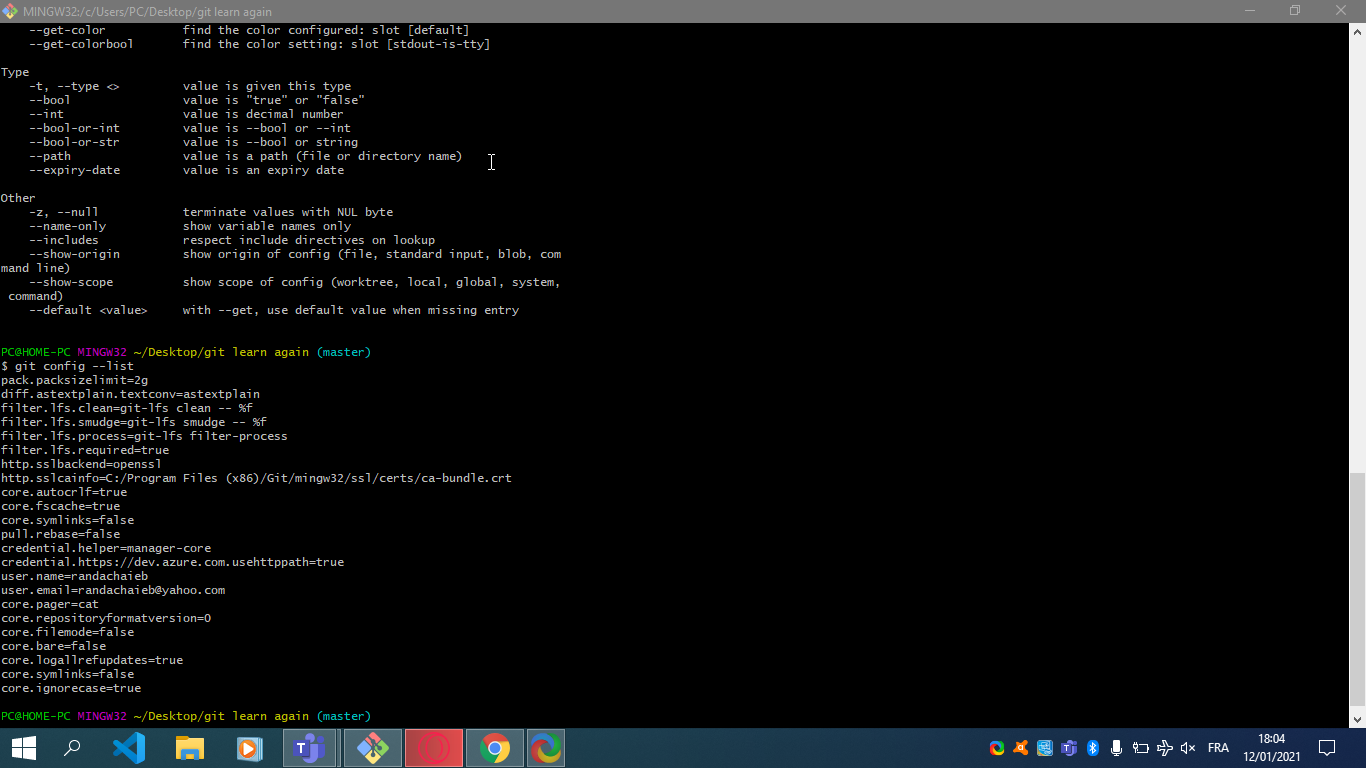 MINGW32:/c/Users/PC/Desktop/git learn again
--get-color find the color configured: slot [default]
--get-colorbool find the color setting: slot [stdout-is-tty]
Type
-t, --type <> value is given this type
--bool value is "true" or "false"
--int value is decimal number
--bool-or-int value is --bool or --int
--bool-or-str value is --bool or string
--path value is a path (file or directory name)
--expiry-date value is an expiry date
Other
-z, --null terminate values with NUL byte
--name-only show variable names only
--includes respect include directives on lookup
--show-origin show origin of config (file, standard input, blob, com
mand line)
--show-scope show scope of config (worktree, local, global, system,
command)
--default <value> with --get, use default value when missing entry
PC@HOME-PC MINGW32 ~/Desktop/git learn again (master)
$ git config --list
pack.packsizelimit=2g
diff.astextplain.textconv=astextplain
filter.lfs.clean=git-lfs clean -- %f
filter.lfs.smudge=git-lfs smudge -- %f
filter.lfs.process=git-lfs filter-process
filter.lfs.required=true
http.sslbackend=openssl
http.sslcainfo=C:/Program Files (x86)/Git/mingw32/ssl/certs/ca-bundle.crt
core.autocrlf=true
core.fscache=true
core.symlinks=false
pull.rebase=false
credential.helper=manager-core
credential.https://dev.azure.com.usehttppath=true
user.name=randachaieb
user.email=randachaieb@yahoo.com
core.pager=cat
core.repositoryformatversion=0
core.filemode=false
core.bare=false
core.logallrefupdates=true
core.symlinks=false
core.ignorecase=true
PC@HOME-PC MINGW32 ~/Desktop/git learn again (master)
FRA
18:04
12/01/2021